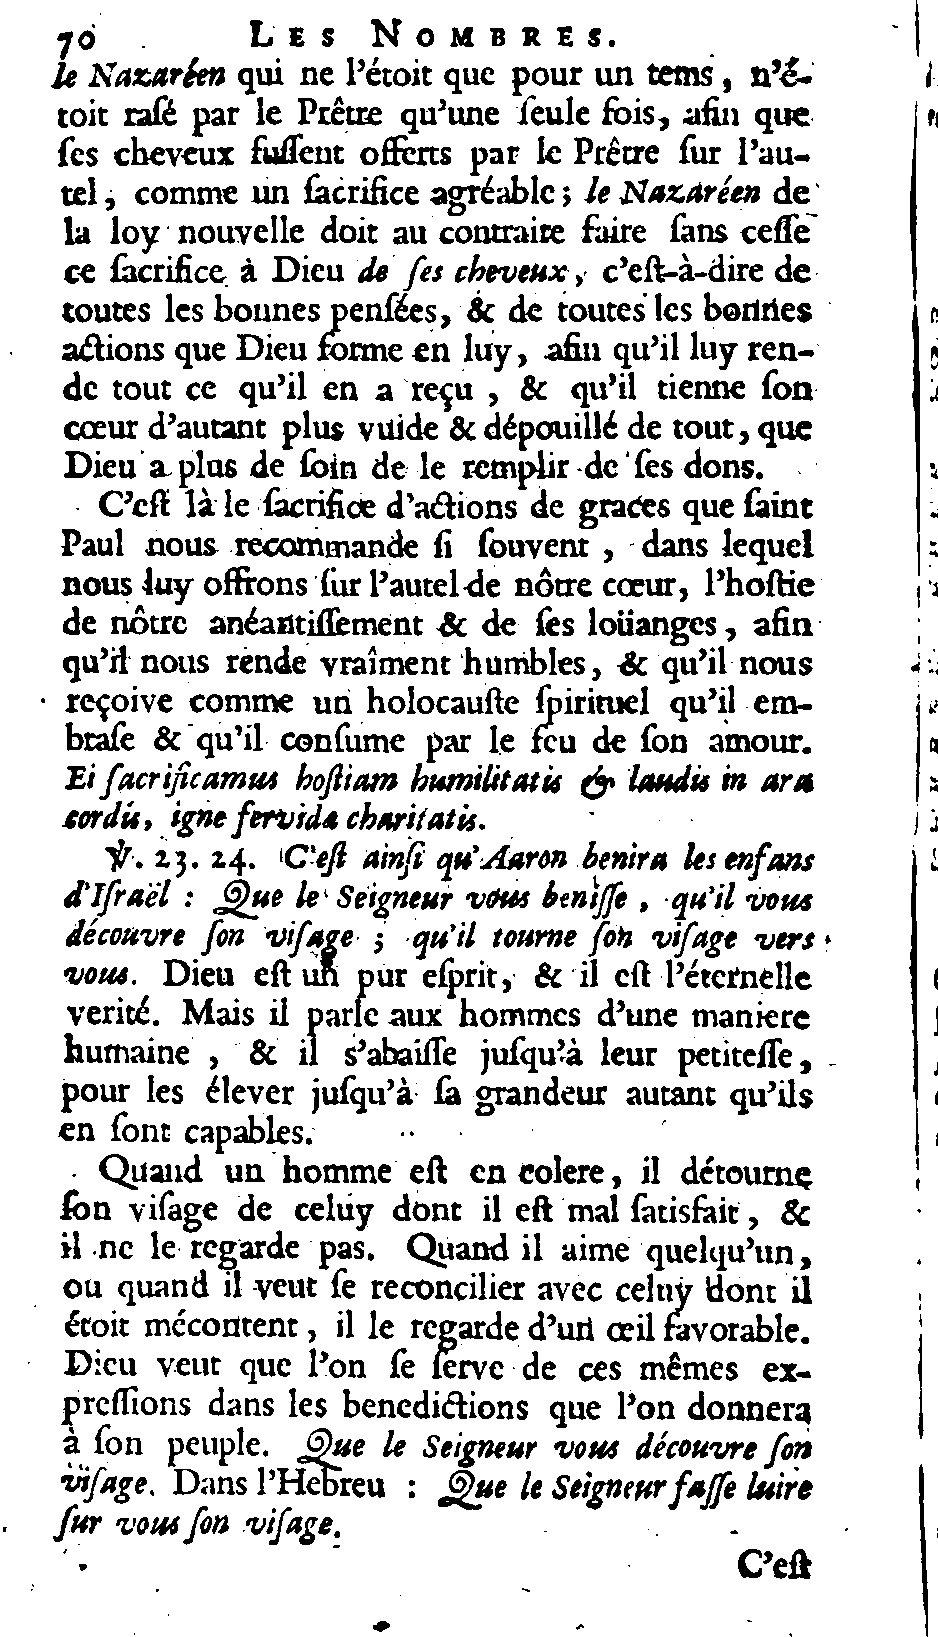 70 LES NOMBRES.
le Nazaréen qui ne l'étoit que pour un tems, n'é-
toit raſé par le Prêtre qu'une ſeule fois, afin que
ſes cheveux fuſſent offerts par le Prêtre ſur l'au-
tel, comme un ſacrifice agréable; le Nazaréen de
la loy nouvelle doit au contraire faire ſans ceſſe
ce ſacrifice à Dieu de ſes cheveux, c'eſt-à-dire de
toutes les bonnes penſées, & de toutes les bonnes
actions que Dieu forme en luy, afin qu'il luy ren-
de tout ce qu'il en a reçu, & qu'il tienne ſon
cœur d'autant plus vuide & dépouillé de tout, que
Dieu a plus de ſoin de le remplir de ſes dons.
C'eſt là le ſacrifice d'actions de graces que ſaint
Paul nous recommande ſi ſouvent, dans lequel
nous luy offrons ſur l'autel de nôtre cœur, l'hoſtie
de nôtre anéantiſſement & de ſes loüanges, afin
qu'il nous rende vraîment humbles, & qu'il nous
reçoive comme un holocauſte ſpirituel qu'il em-
braſe & qu'il conſume par le feu de ſon amour.
Ei ſacrificamus hoſtiam humilitatis & laudis in ara
cordis, igne fervida charitatis.
℣. 23. 24. C'eſt ainſi qu'Aaron benira les enfans
d'Iſraël : Que le Seigneur vous beniſſe, qu'il vous
découvre ſon viſage ; qu'il tourne ſon viſage vers
vous. Dieu eſt un pur eſprit, & il eſt l'éternelle
verité. Mais il parle aux hommes d'une maniere
humaine, & il s'abaiſſe juſqu'à leur petiteſſe,
pour les élever juſqu'à ſa grandeur autant qu'ils
en ſont capables.
Quand un homme eſt en colere, il détourne
ſon viſage de celuy dont il eſt mal ſatisfait, &
il ne le regarde pas. Quand il aime quelqu'un,
ou quand il veut ſe reconcilier avec celuy dont il
étoit mécontent, il le regarde d'un œil favorable.
Dieu veut que l'on ſe ſerve de ces mêmes ex-
preſſions dans les benedictions que l'on donnera
à ſon peuple. Que le Seigneur vous découvre ſon
viſage. Dans l'Hebreu : Que le Seigneur faſſe luire
ſur vous ſon viſage.
C'eſt